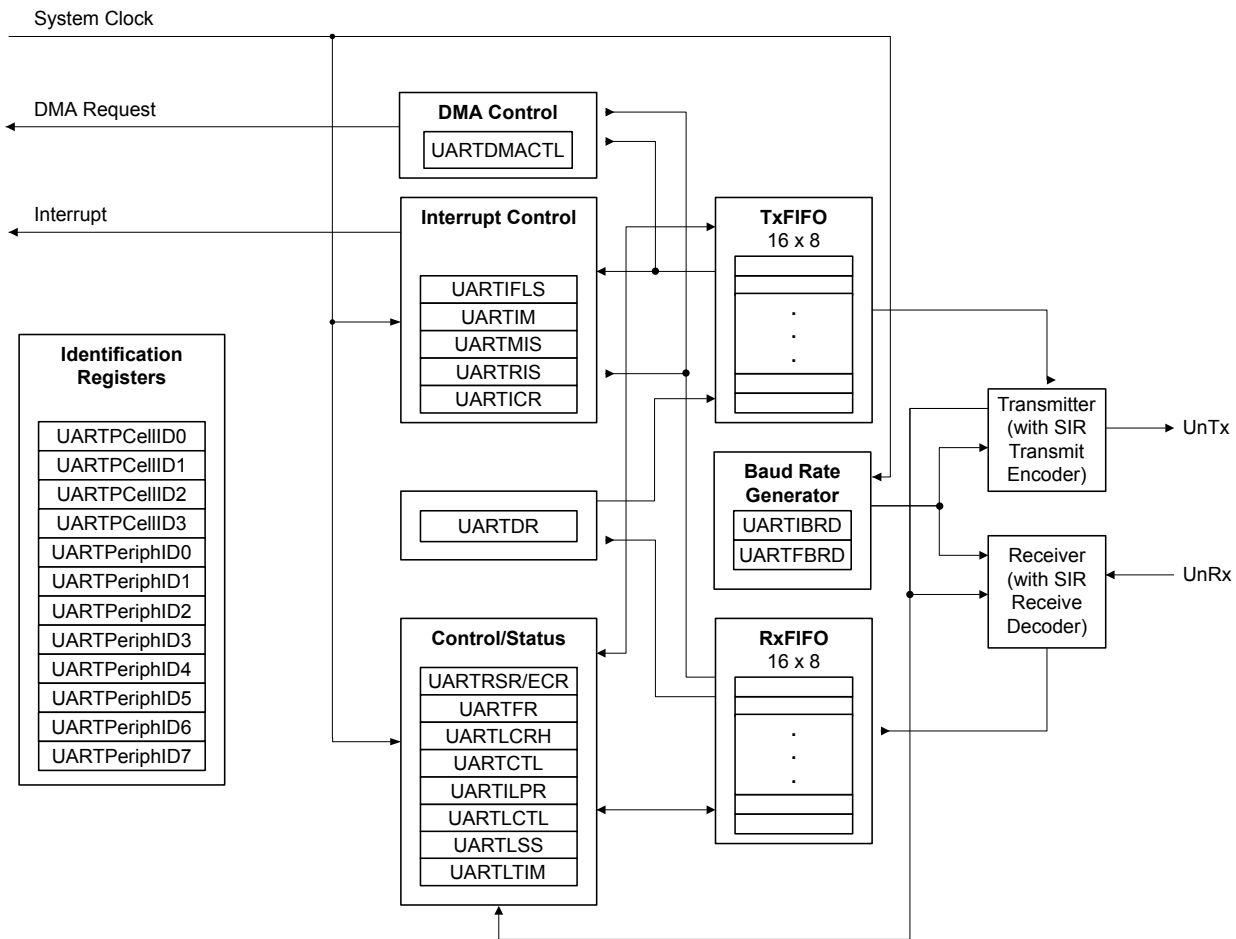 System Clock
DMA Request
Interrupt
DMA Control
UARTDMACTL
Interrupt Control
UARTIFLS
UARTIM
UARTMIS
UARTRIS
UARTICR
TxFIFO
16 x 8
.
.
.
Identification
Registers
UARTPCellID0
UARTPCellID1
UARTPCellID2
UARTPCellID3
UARTPeriphID0
UARTPeriphID1
UARTPeriphID2
UARTPeriphID3
UARTPeriphID4
UARTPeriphID5
UARTPeriphID6
UARTPeriphID7
UARTDR
Baud Rate
Generator
UARTIBRD
UARTFBRD
Transmitter
(with SIR
Transmit
Encoder)
UnTx
Receiver
(with SIR
Receive
Decoder)
UnRx
Control/Status
UARTRSR/ECR
UARTFR
UARTLCRH
UARTCTL
UARTILPR
UARTLCTL
UARTLSS
UARTLTIM
RxFIFO
16 x 8
.
.
.